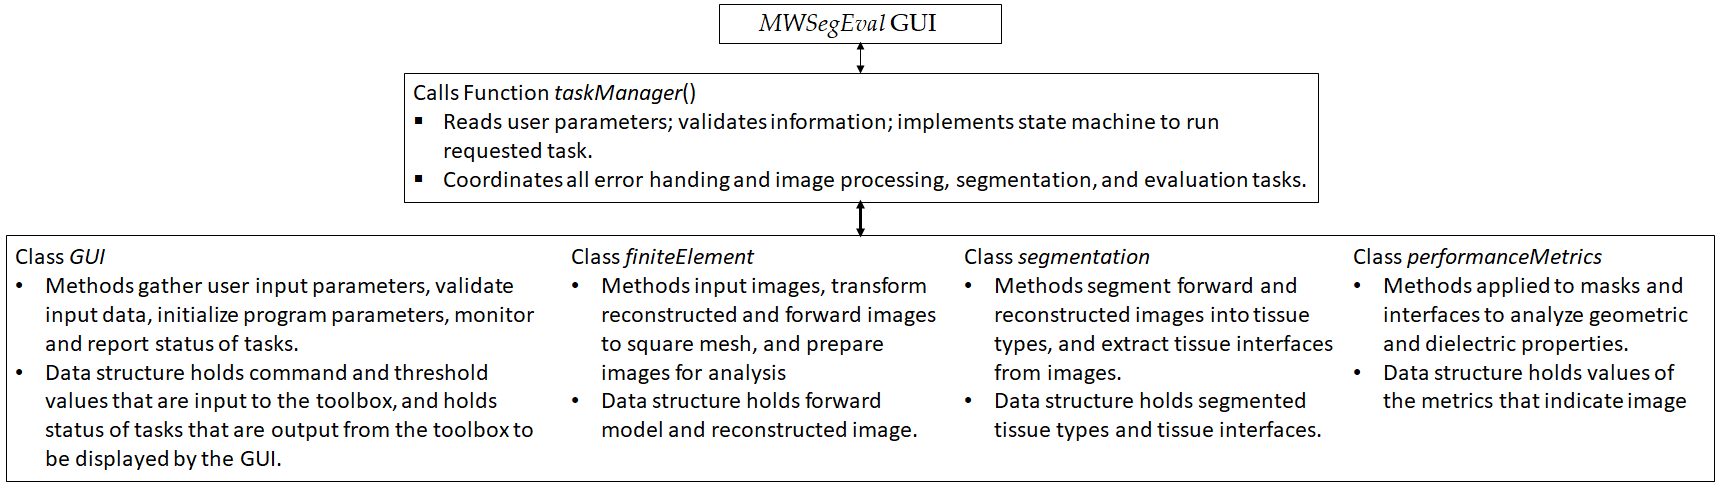 MWSegEval GUI
Calls Function taskManager()
▪ Reads user parameters; validates information; implements state machine to run
requested task.
▪ Coordinates all error handing and image processing, segmentation, and evaluation tasks.
Class GUI
• Methods gather user input parameters, validate
input data, initialize program parameters, monitor
and report status of tasks.
• Data structure holds command and threshold
values that are input to the toolbox, and holds
status of tasks that are output from the toolbox to
be displayed by the GUI.
Class finiteElement
• Methods input images, transform
reconstructed and forward images
to square mesh, and prepare
images for analysis
• Data structure holds forward
model and reconstructed image.
Class segmentation
• Methods segment forward and
reconstructed images into tissue
types, and extract tissue interfaces
from images.
• Data structure holds segmented
tissue types and tissue interfaces.
Class performanceMetrics
• Methods applied to masks and
interfaces to analyze geometric
and dielectric properties.
• Data structure holds values of
the metrics that indicate image